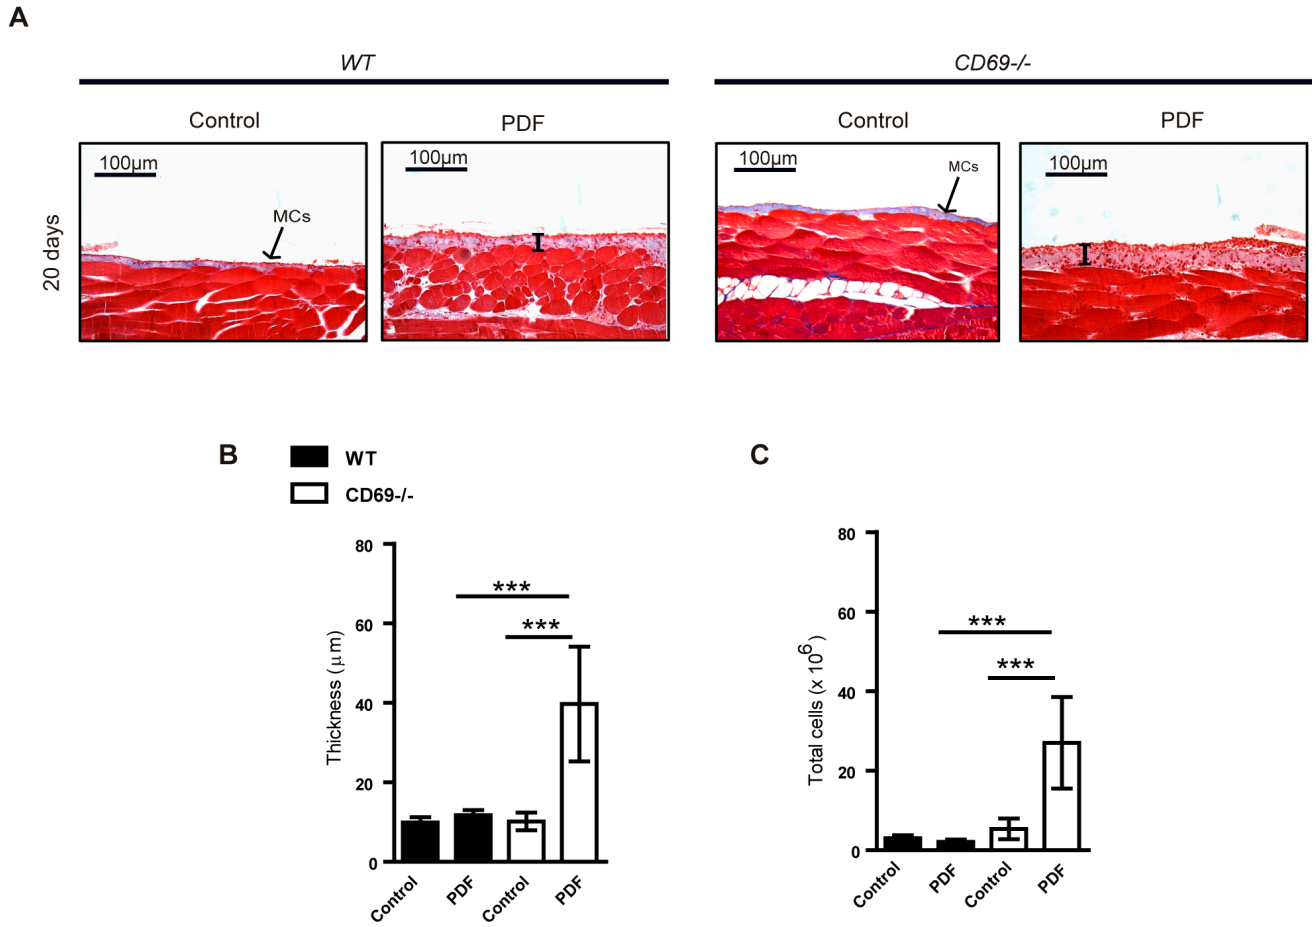 A
WT
CD69-/-
Control
PDF
Control
PDF
20 days
100µm
MCs
100µm
100µm
MCs
100µm
B
WT
CD69-/-
Thickness (µm)
80
60
40
20
0
***
***
Control
PDF
Control
PDF
C
Total cells (x 10⁶)
80
60
40
20
0
***
***
Control
PDF
Control
PDF